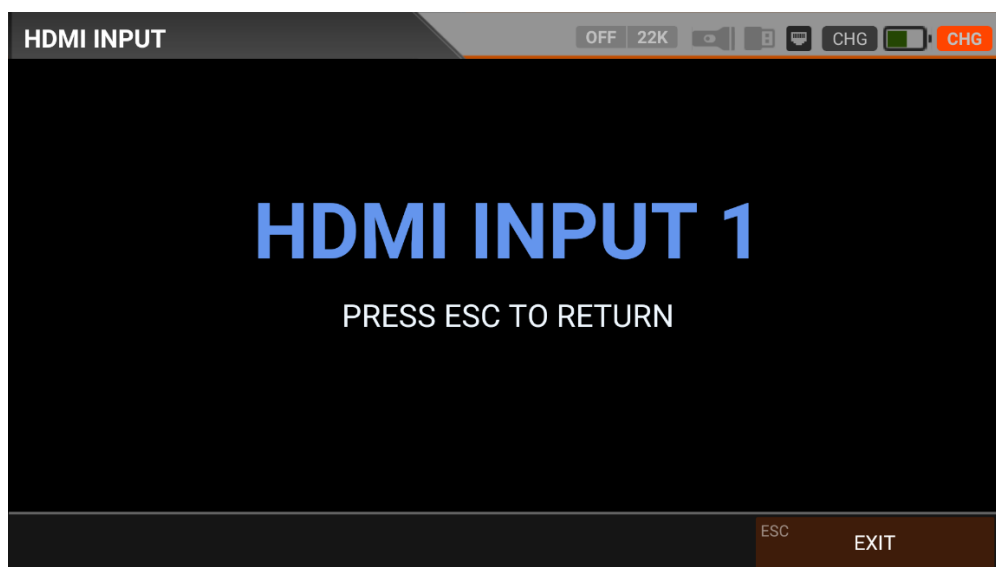 HDMI INPUT
OFF 22K CHG CHG
HDMI INPUT 1
PRESS ESC TO RETURN
ESC EXIT